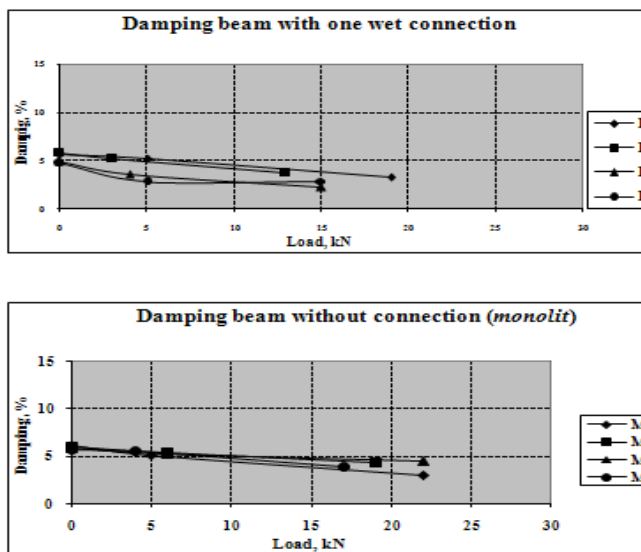 Damping beam with one wet connection
15
10
5
0
Dampig, %
0 5 10 15 20 25 30
Load, kN
Damping beam without connection (monolit)
15
10
5
0
Damping, %
0 5 10 15 20 25 30
Load, kN
M
M
M
M